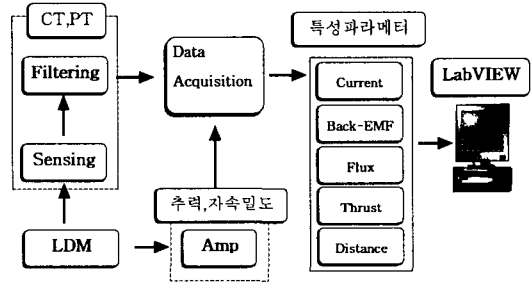 CT,PT
Filtering
Sensing
LDM
Data
Acquisition
추력,자속밀도
Amp
특성파라메터
Current
Back-EMF
Flux
Thrust
Distance
LabVIEW